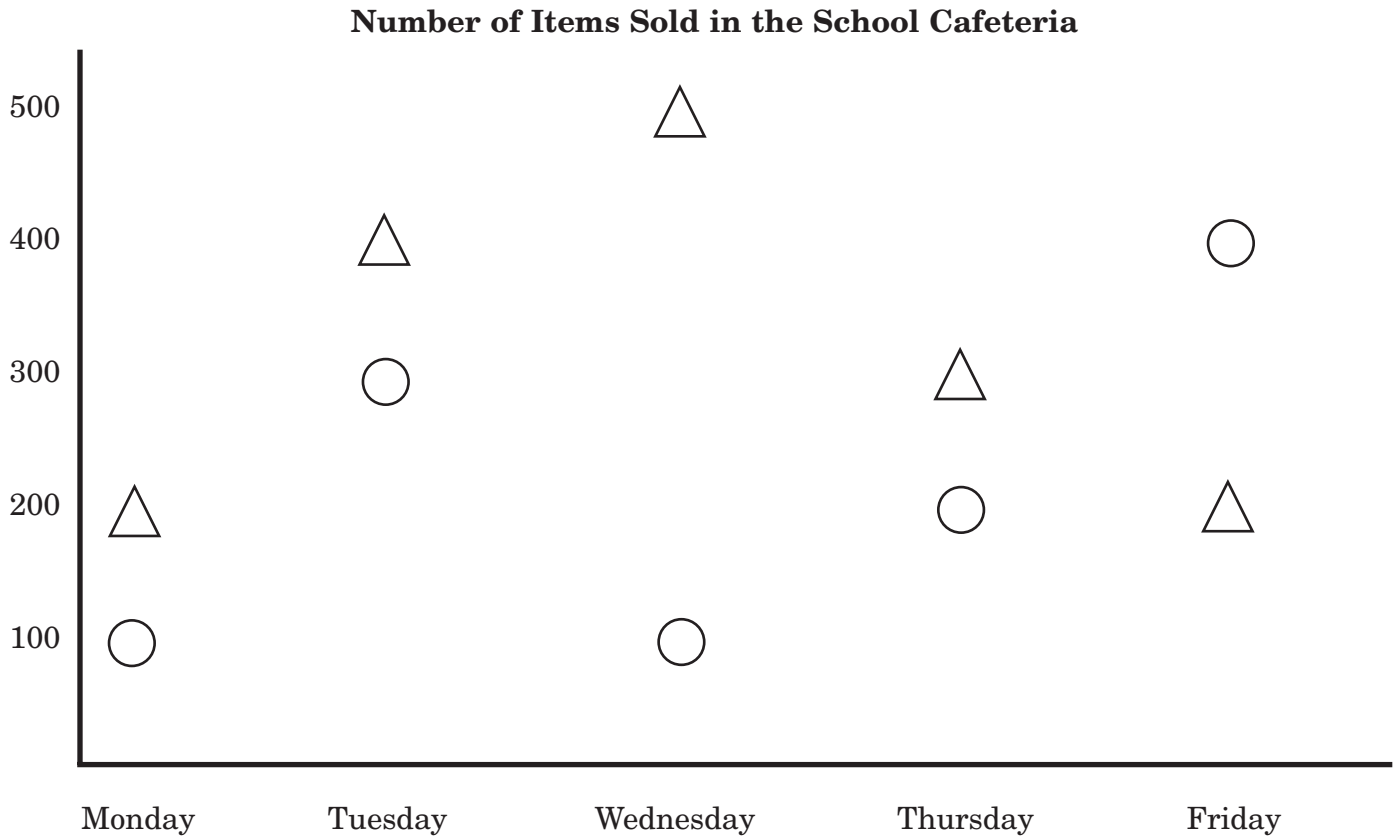 Number of Items Sold in the School Cafeteria
500
400
300
200
100
Monday Tuesday Wednesday Thursday Friday